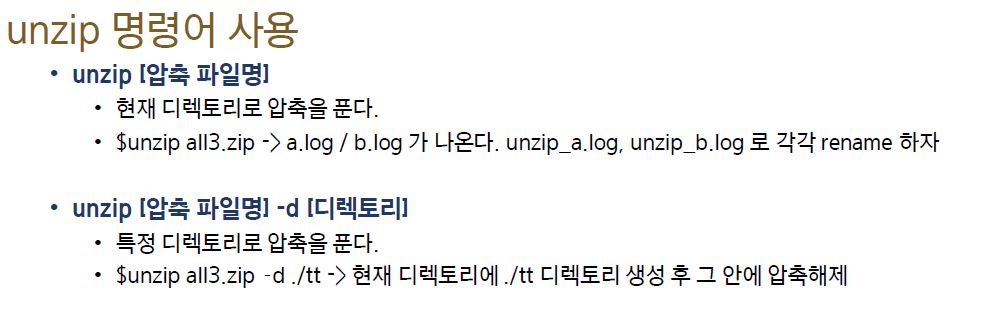 unzip 명령어 사용
• unzip [압축 파일명]
• 현재 디렉토리로 압축을 푼다.
• $unzip all3.zip -> a.log / b.log 가 나온다. unzip_a.log, unzip_b.log 로 각각 rename 하자
• unzip [압축 파일명] -d [디렉토리]
• 특정 디렉토리로 압축을 푼다.
• $unzip all3.zip -d ./tt -> 현재 디렉토리에 ./tt 디렉토리 생성 후 그 안에 압축해제